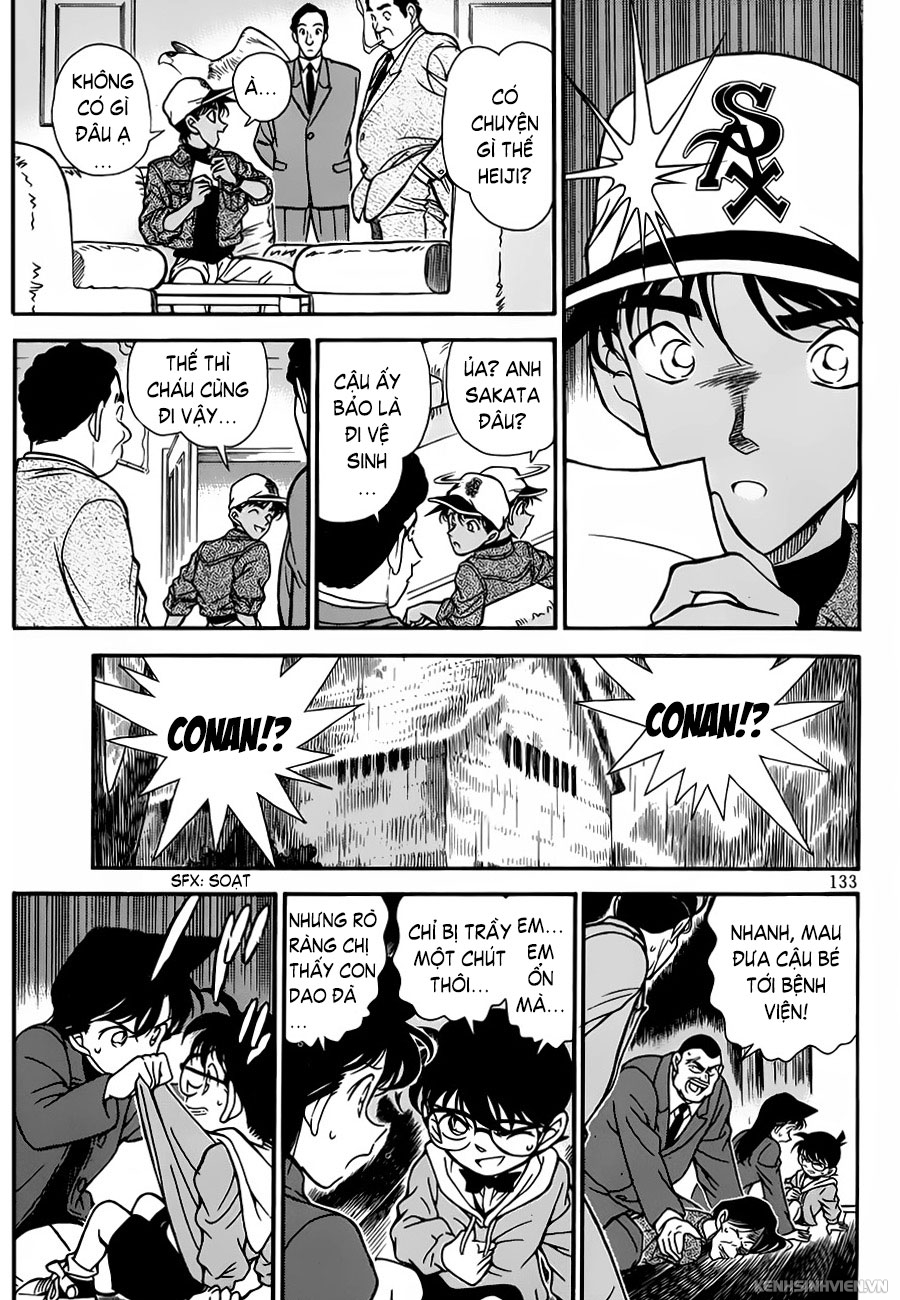 SAX
CÓ
CHUYỆN
GÌ THẾ
HEIJI?
À...
KHÔNG
CÓ GÌ
ĐÂU Ạ
...
ỦA? ANH
SAKATA
ĐÂU?
CẬU ẤY
BẢO LÀ
ĐI VỆ
SINH
...
THẾ THÌ
CHÁU CŨNG
ĐI VẬY...
CONAN!?
CONAN!?
133
SFX: SOẠT
NHANH, MAU
ĐƯA CẬU BÉ
TỚI BỆNH
VIỆN!
EM...
EM
ỔN
MÀ...
CHỈ BỊ TRẦY
MỘT CHÚT
THÔI...
NHƯNG RÕ
RÀNG CHỊ
THẤY CON
DAO ĐÃ
...
KENHSINHVIEN.VN